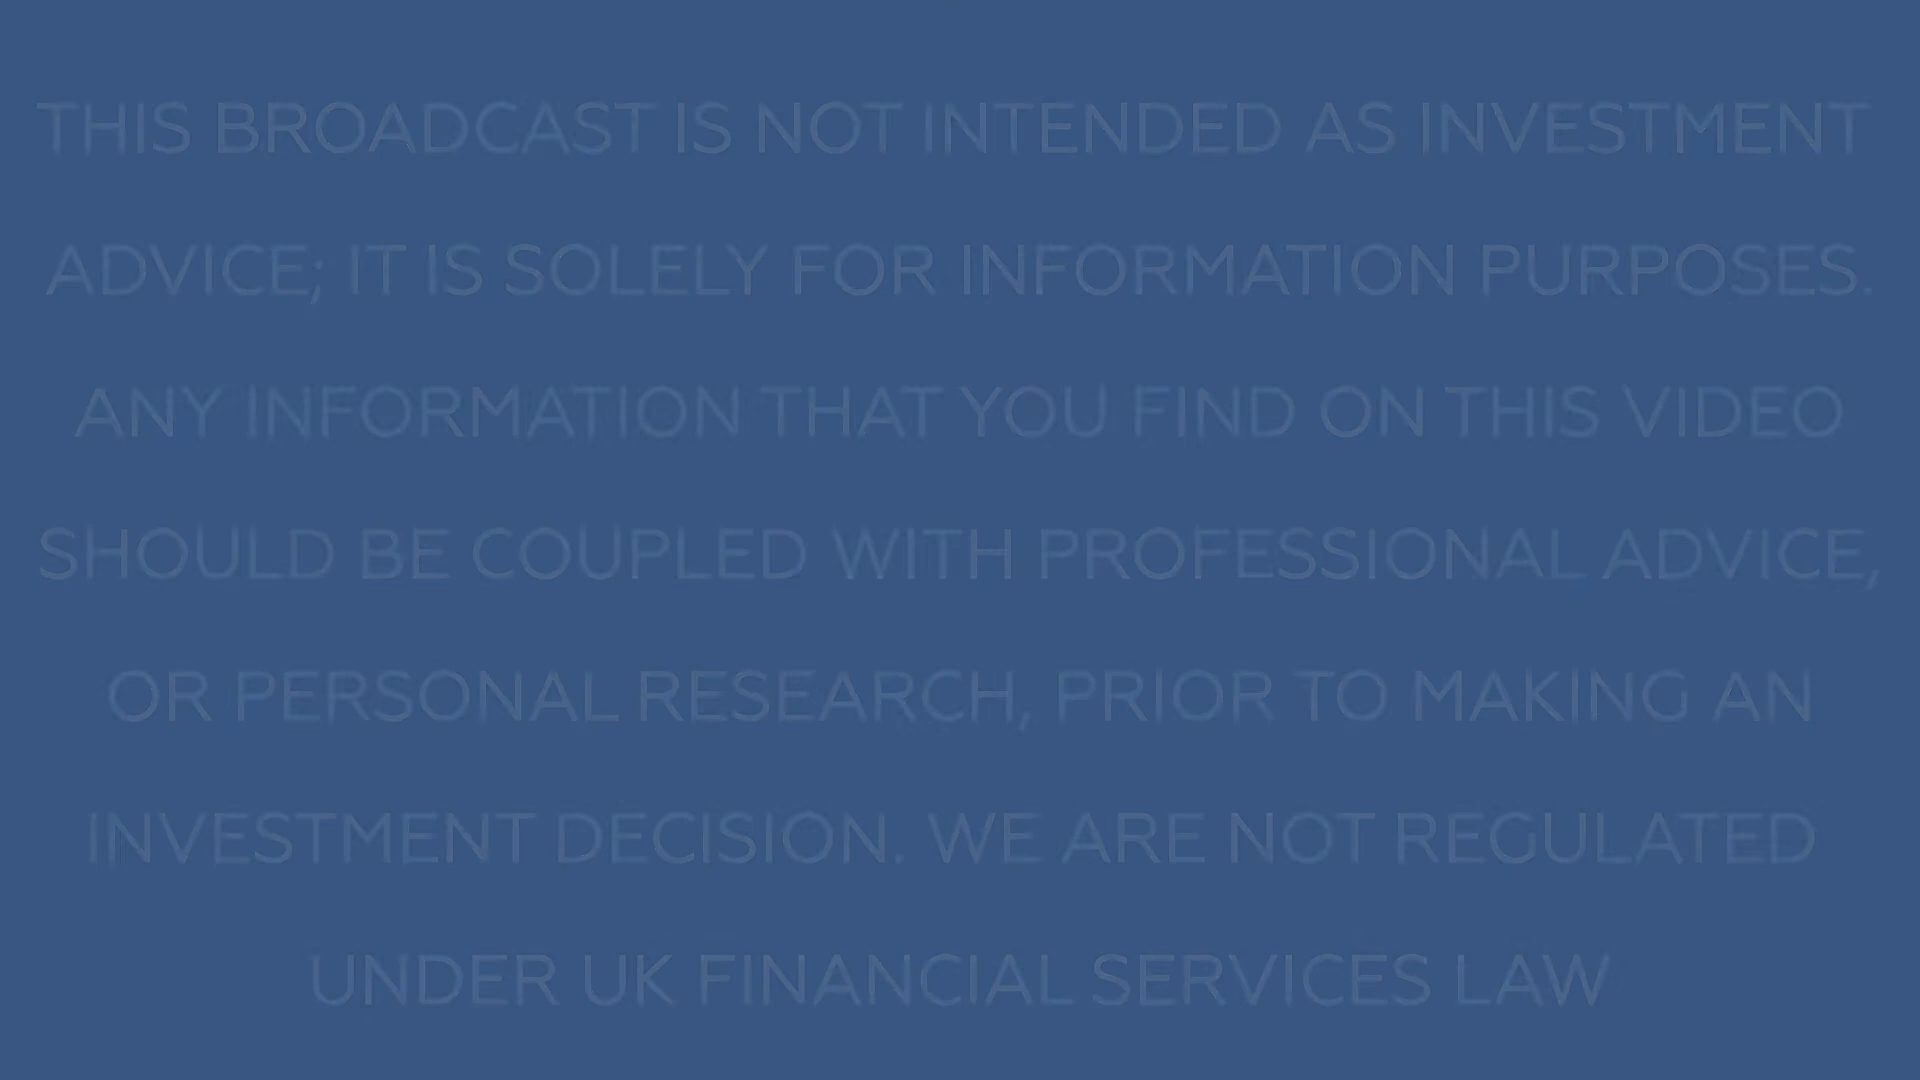 THIS BROADCAST IS NOT INTENDED AS INVESTMENT
ADVICE; IT IS SOLELY FOR INFORMATION PURPOSES.
ANY INFORMATION THAT YOU FIND ON THIS VIDEO
SHOULD BE COUPLED WITH PROFESSIONAL ADVICE,
OR PERSONAL RESEARCH, PRIOR TO MAKING AN
INVESTMENT DECISION. WE ARE NOT REGULATED
UNDER UK FINANCIAL SERVICES LAW